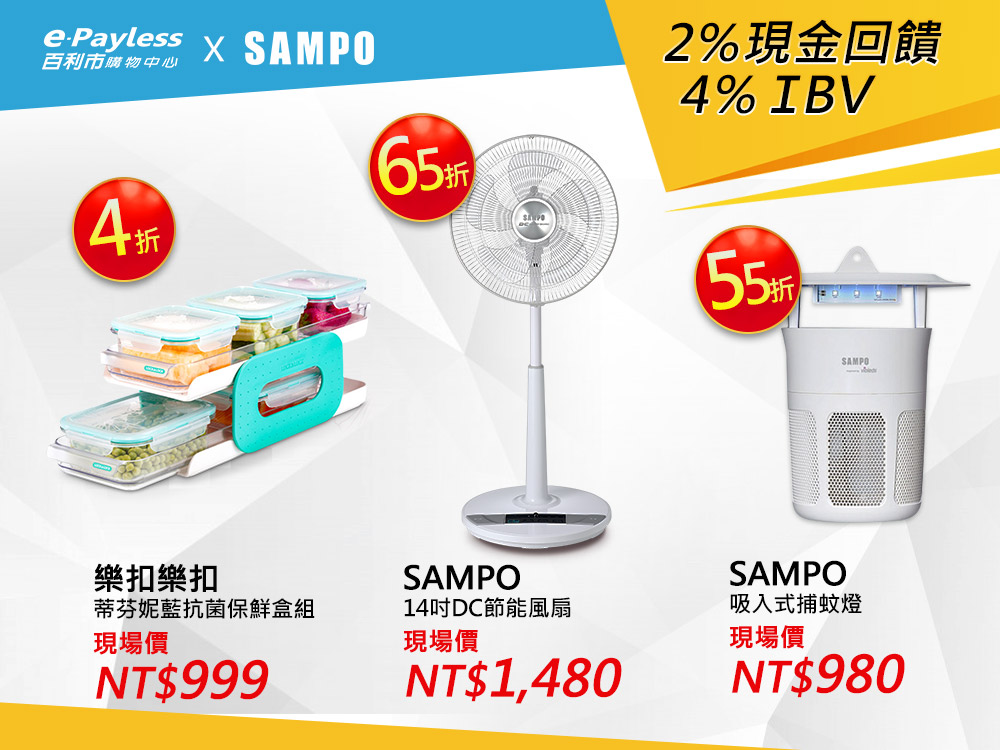 e·Payless
百利市購物中心
X SAMPO
2%現金回饋
4% IBV
4折
65折
55折
SAMPO
SAMPO
樂扣樂扣
蒂芬妮藍抗菌保鮮盒組
現場價
NT$999
SAMPO
14吋DC節能風扇
現場價
NT$1,480
SAMPO
吸入式捕蚊燈
現場價
NT$980